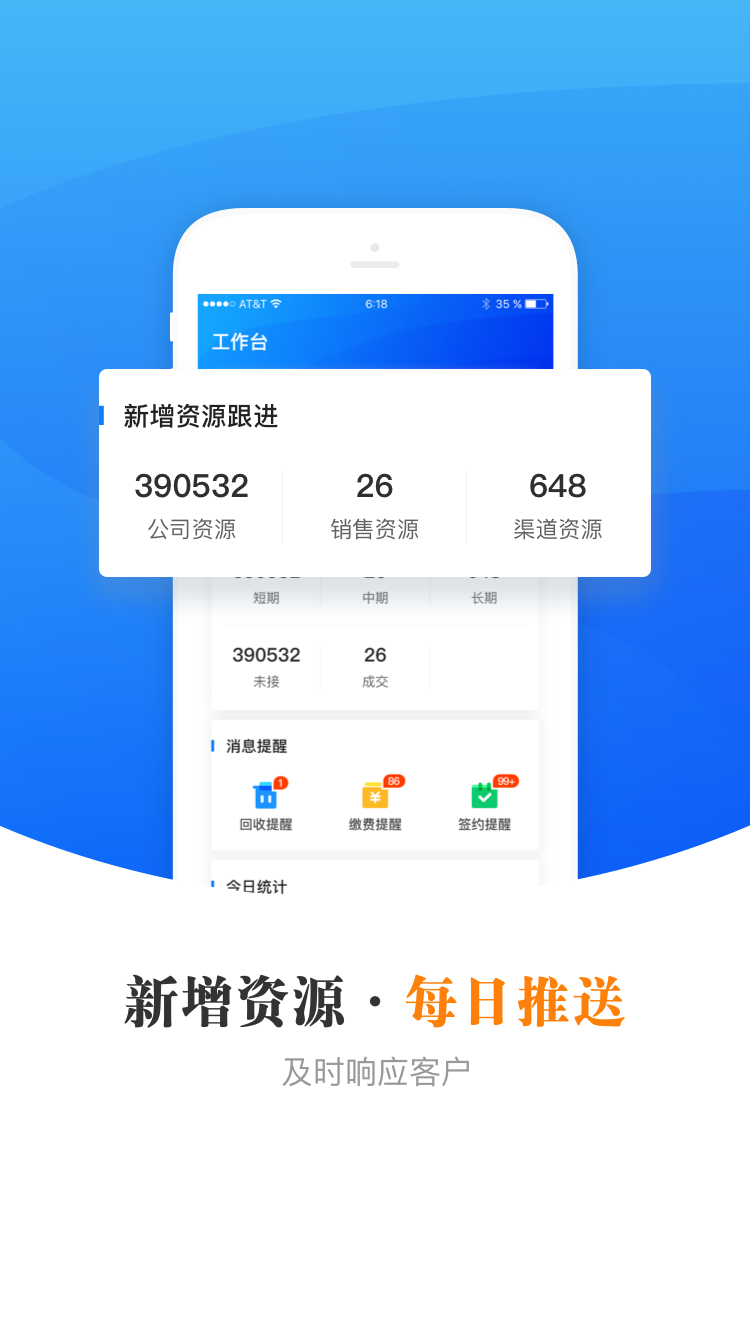 AT&T 6:18 35 %
工作台
新增资源跟进
390532 26 648
公司资源 销售资源 渠道资源
短期 中期 长期
390532 26
未接 成交
消息提醒
1 86 99+
回收提醒 缴费提醒 签约提醒
今日统计
新增资源·每日推送
及时响应客户